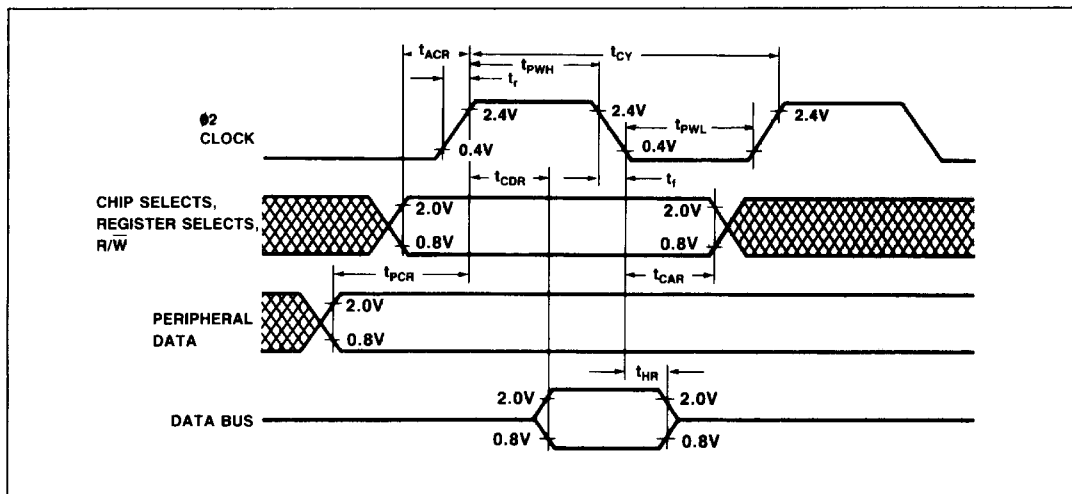 tACR
tCY
tPWH
tr
ø2
CLOCK
2.4V
0.4V
2.4V
tPWL
0.4V
2.4V
tCDR
tf
CHIP SELECTS,
REGISTER SELECTS,
R/W̅
2.0V
0.8V
2.0V
0.8V
tPCR
tCAR
PERIPHERAL
DATA
2.0V
0.8V
tHR
DATA BUS
2.0V
0.8V
2.0V
0.8V